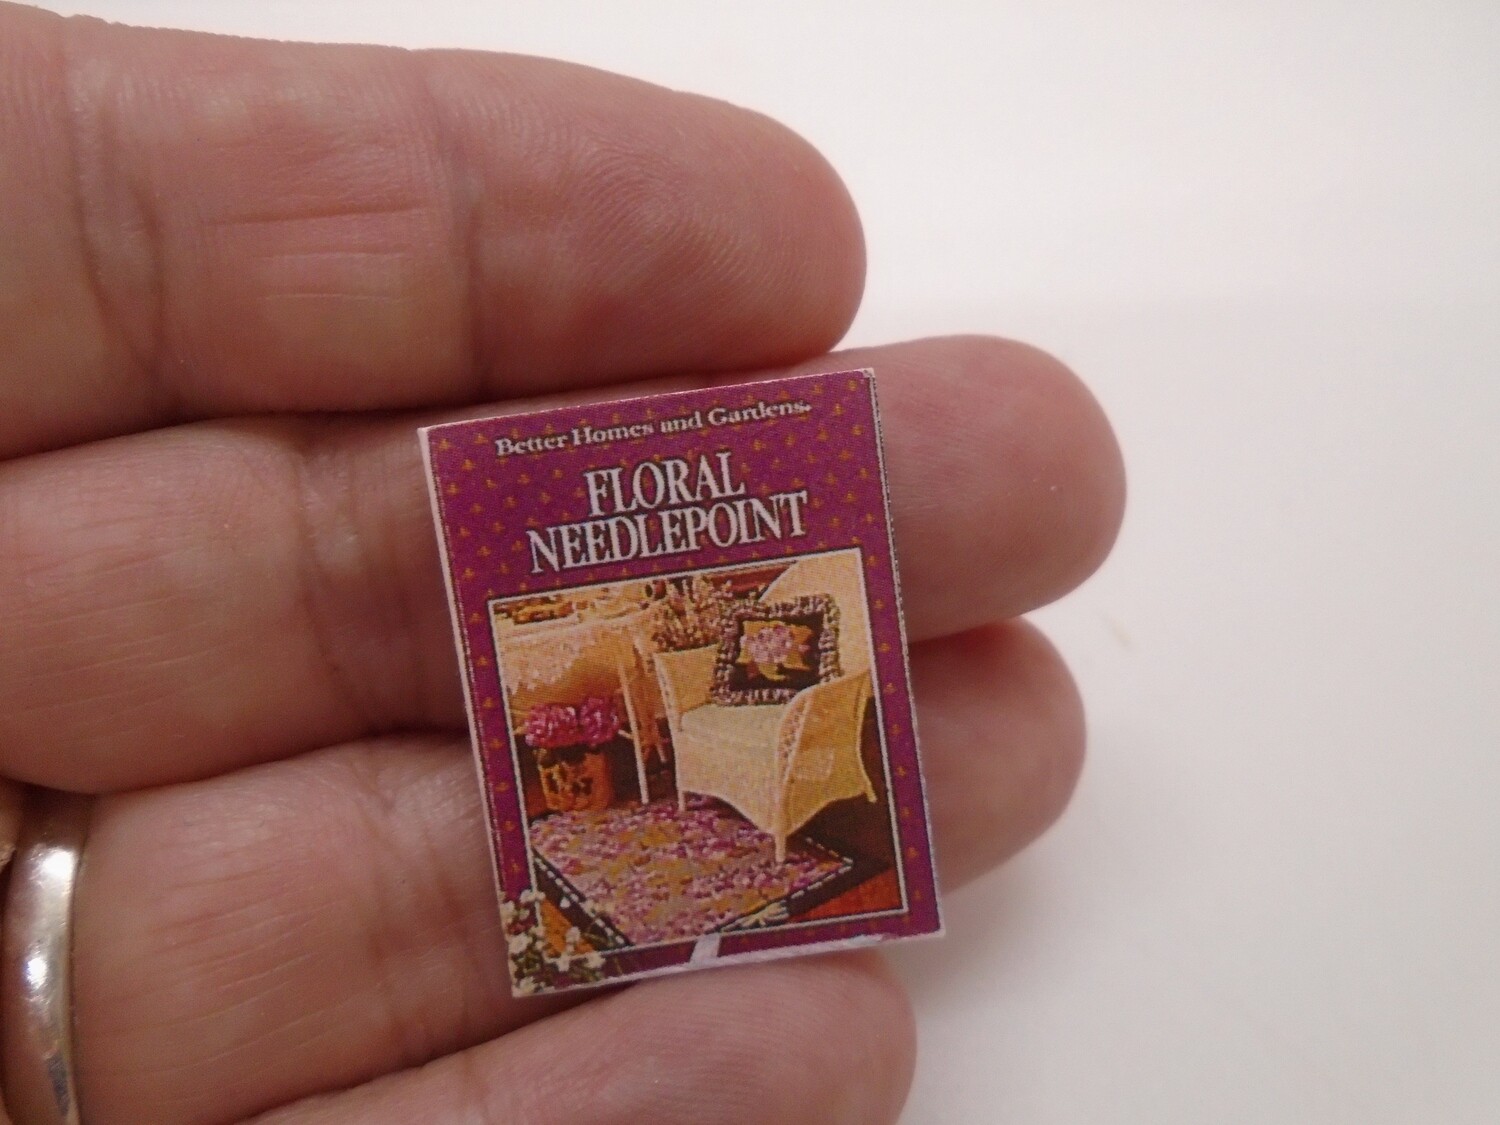 Better Homes and Gardens®
FLORAL
NEEDLEPOINT